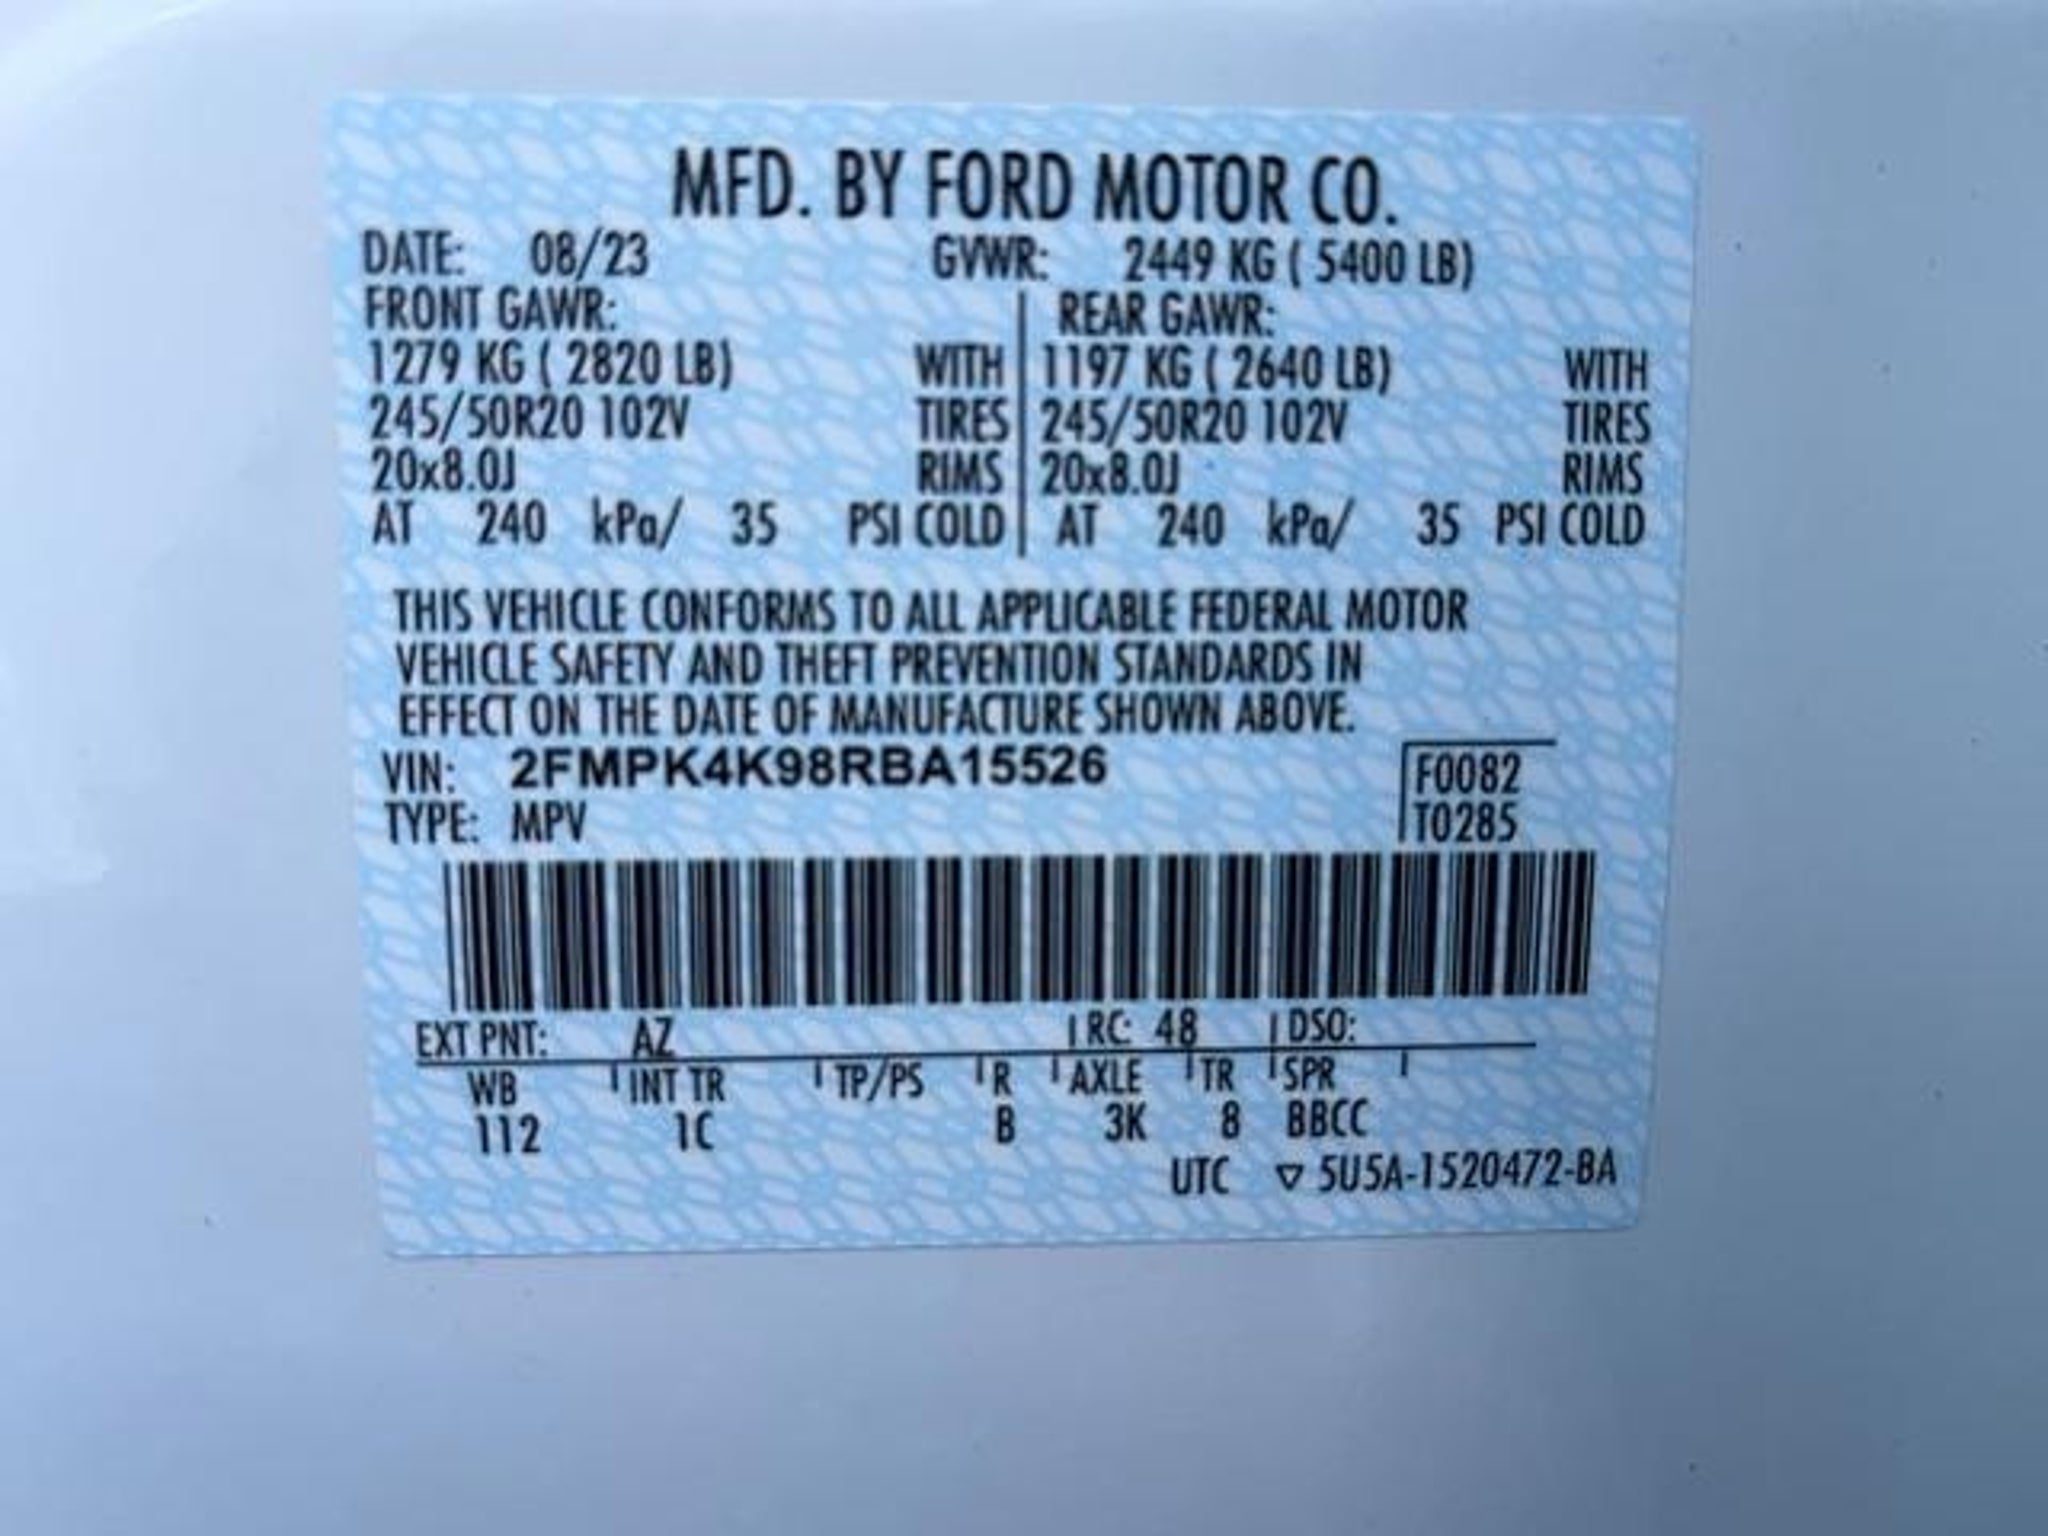 MFD. BY FORD MOTOR CO.
DATE: 08/23 GVWR: 2449 KG ( 5400 LB)
FRONT GAWR: REAR GAWR:
1279 KG ( 2820 LB) WITH 1197 KG ( 2640 LB) WITH
245/50R20 102V TIRES 245/50R20 102V TIRES
20x8.0J RIMS 20x8.0J RIMS
AT 240 kPa/ 35 PSI COLD AT 240 kPa/ 35 PSI COLD
THIS VEHICLE CONFORMS TO ALL APPLICABLE FEDERAL MOTOR
VEHICLE SAFETY AND THEFT PREVENTION STANDARDS IN
EFFECT ON THE DATE OF MANUFACTURE SHOWN ABOVE.
VIN: 2FMPK4K98RBA15526 F0082
TYPE: MPV T0285
EXT PNT: AZ RC: 48 DSO:
WB INT TR TP/PS R AXLE TR SPR
112 1C B 3K 8 BBCC
UTC ▽ 5U5A-1520472-BA